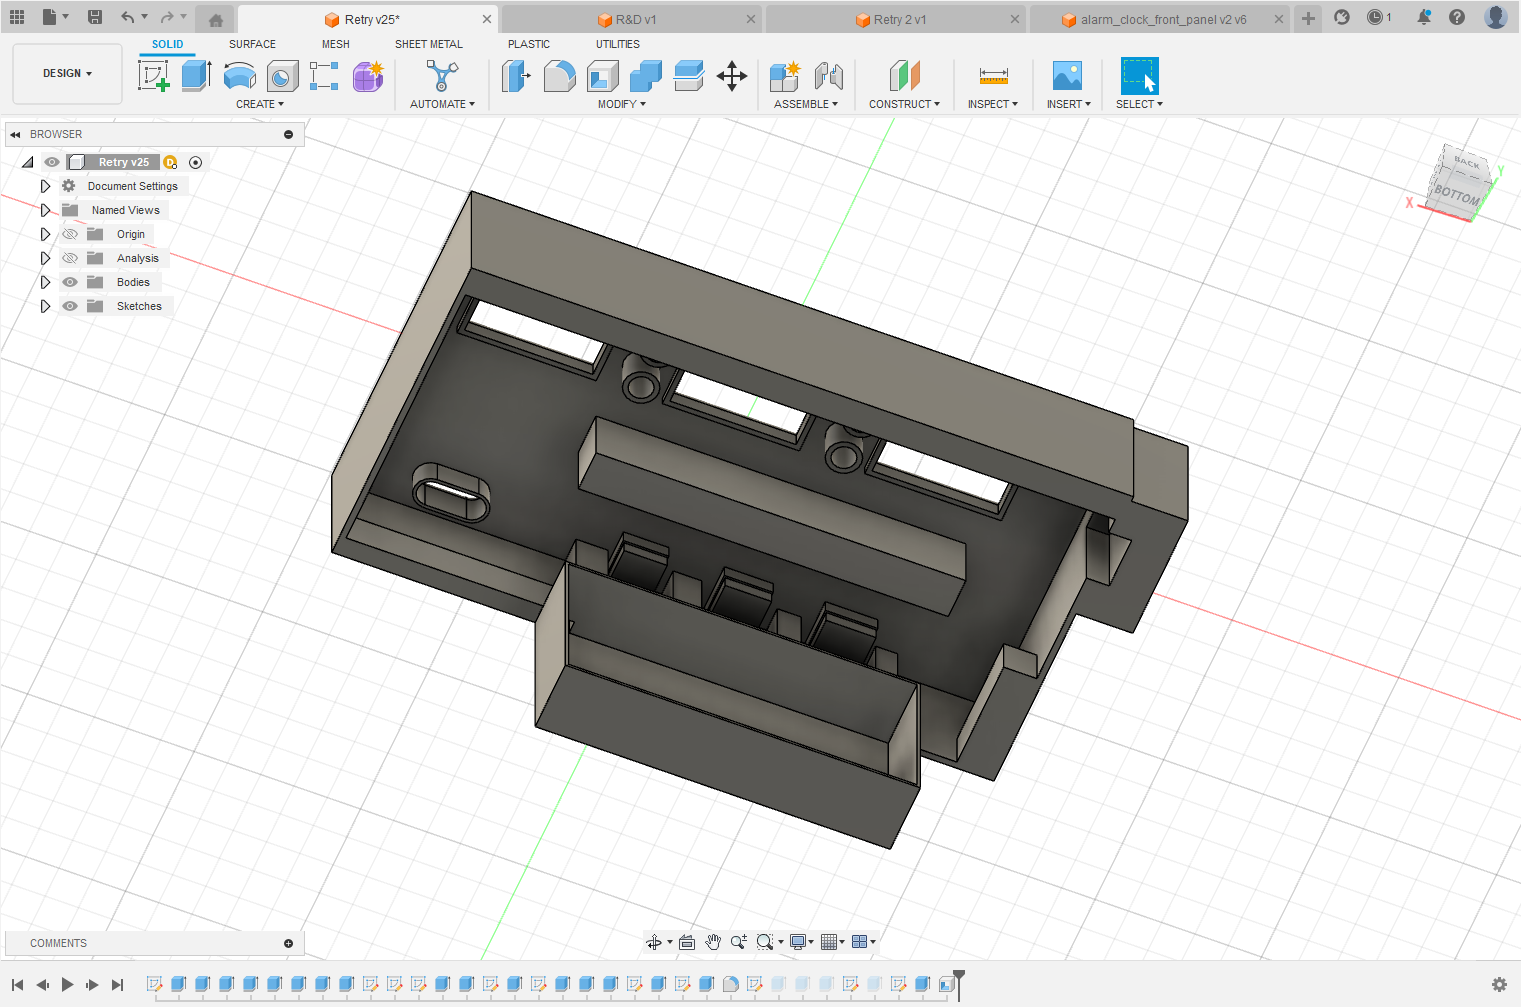 Retry v25*
R&D v1
Retry 2 v1
alarm_clock_front_panel v2 v6
1
DESIGN
SOLID
SURFACE
MESH
SHEET METAL
PLASTIC
UTILITIES
CREATE
AUTOMATE
MODIFY
ASSEMBLE
CONSTRUCT
INSPECT
INSERT
SELECT
BROWSER
Retry v25
D
Document Settings
Named Views
Origin
Analysis
Bodies
Sketches
BACK
BOTTOM
X
Y
COMMENTS